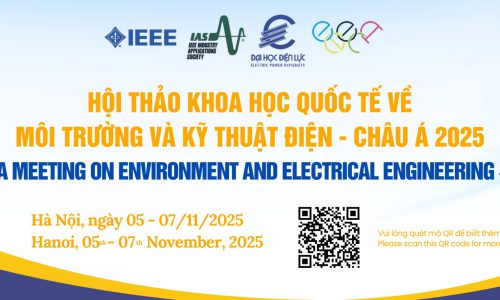 IEEE
IAS
IEEE INDUSTRY
APPLICATIONS
SOCIETY
ĐẠI HỌC ĐIỆN LỰC
ELECTRIC POWER UNIVERSITY
HỘI THẢO KHOA HỌC QUỐC TẾ VỀ
MÔI TRƯỜNG VÀ KỸ THUẬT ĐIỆN - CHÂU Á 2025
A MEETING ON ENVIRONMENT AND ELECTRICAL ENGINEERING -
Hà Nội, ngày 05 - 07/11/2025
Hanoi, 05th - 07th November, 2025
Vui lòng quét mã QR để biết thêm
Please scan this QR code for more